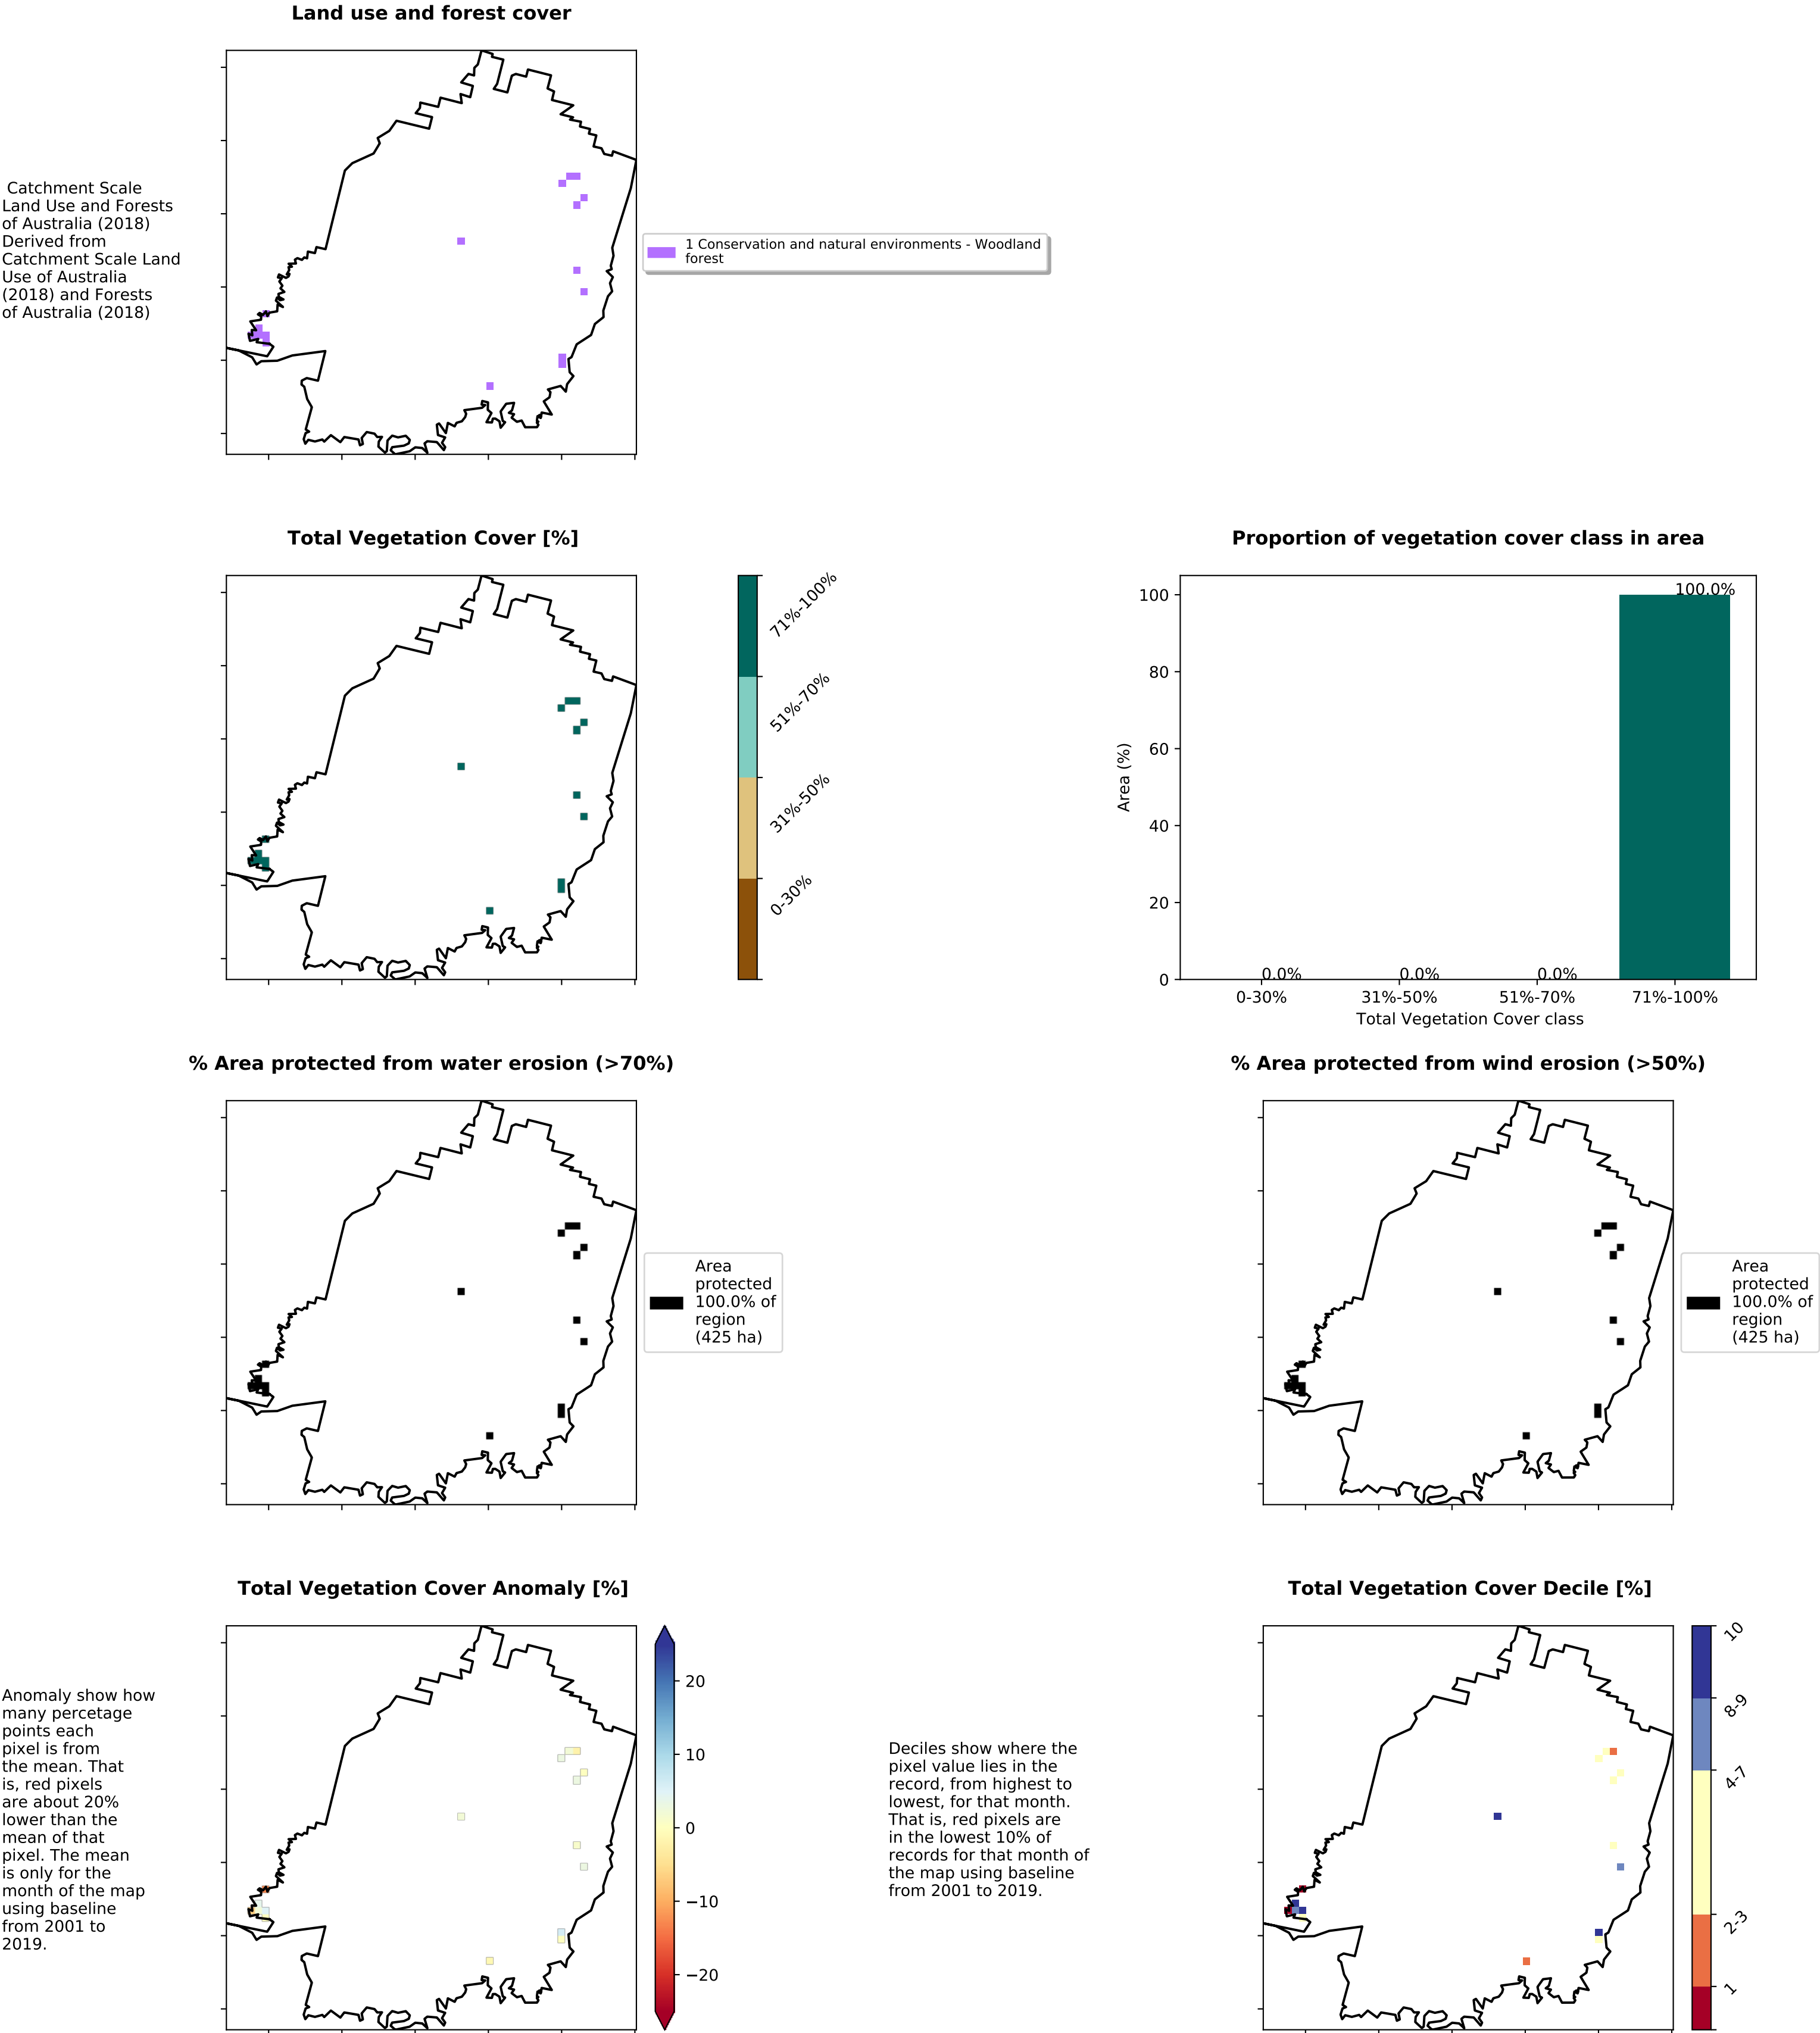 Land use and forest cover
Catchment Scale
Land Use and Forests
of Australia (2018)
Derived from
Catchment Scale Land
Use of Australia
(2018) and Forests
of Australia (2018)
1 Conservation and natural environments - Woodland
forest
Total Vegetation Cover [%]
71%-100%
51%-70%
31%-50%
0-30%
Proportion of vegetation cover class in area
100.0%
100
80
60
40
20
0
Area (%)
0.0%
0.0%
0.0%
0-30%
31%-50%
51%-70%
71%-100%
Total Vegetation Cover class
% Area protected from water erosion (>70%)
Area
protected
100.0% of
region
(425 ha)
% Area protected from wind erosion (>50%)
Area
protected
100.0% of
region
(425 ha)
Total Vegetation Cover Anomaly [%]
Anomaly show how
many percetage
points each
pixel is from
the mean. That
is, red pixels
are about 20%
lower than the
mean of that
pixel. The mean
is only for the
month of the map
using baseline
from 2001 to
2019.
20
10
0
−10
−20
Total Vegetation Cover Decile [%]
Deciles show where the
pixel value lies in the
record, from highest to
lowest, for that month.
That is, red pixels are
in the lowest 10% of
records for that month of
the map using baseline
from 2001 to 2019.
10
8-9
4-7
2-3
1